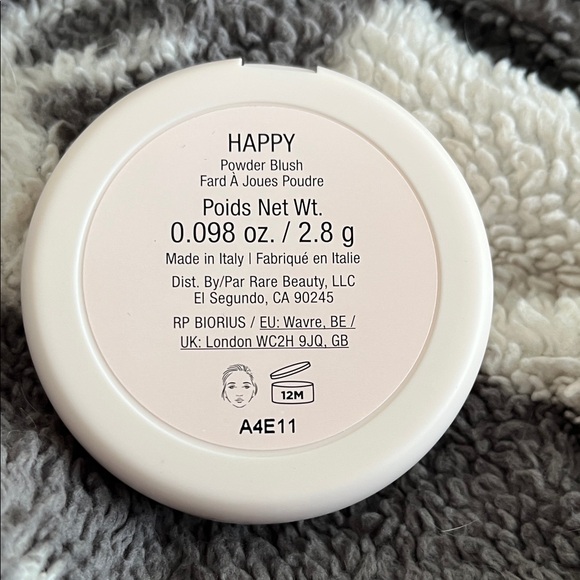 HAPPY
Powder Blush
Fard À Joues Poudre
Poids Net Wt.
0.098 oz. / 2.8 g
Made in Italy | Fabriqué en Italie
Dist. By/Par Rare Beauty, LLC
El Segundo, CA 90245
RP BIORIUS / EU: Wavre, BE /
UK: London WC2H 9JQ, GB
12M
A4E11